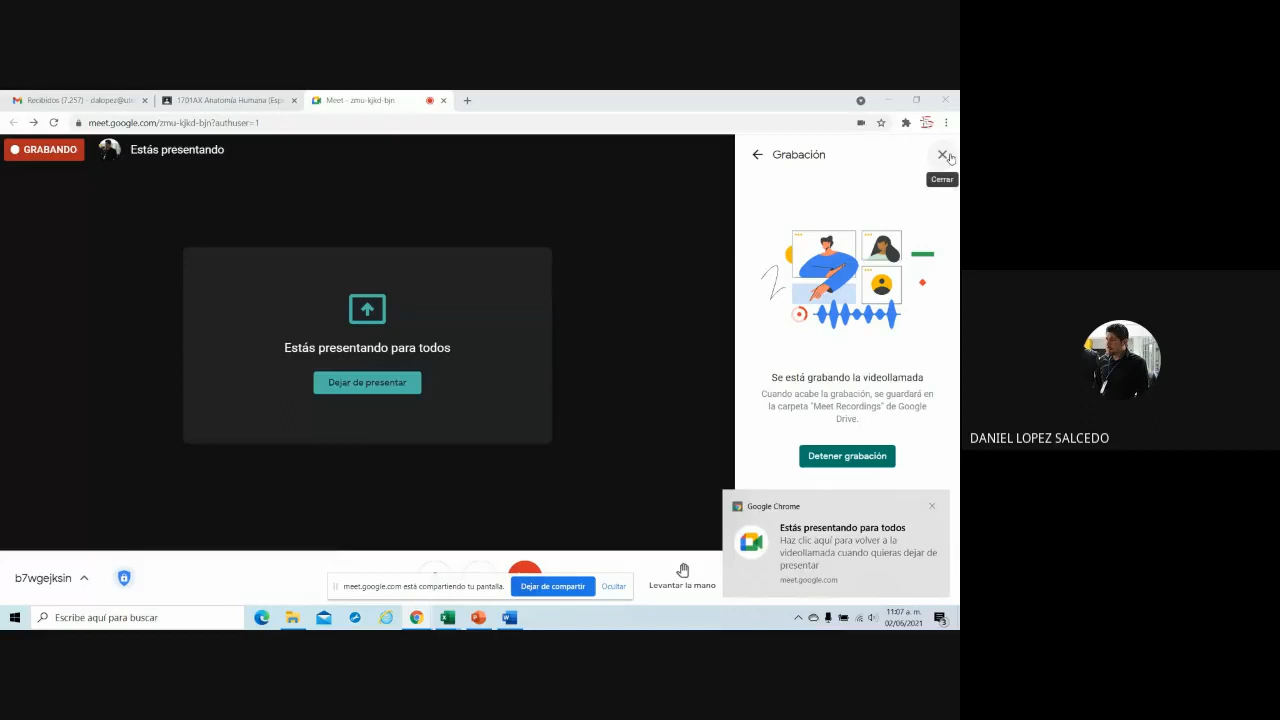 Recibidos (7.257) - dalopez@ut
1701AX Anatomía Humana (Esp
Meet - zmu-kjkd-bjn
meet.google.com/zmu-kjkd-bjn?authuser=1
GRABANDO
Estás presentando
Grabación
Cerrar
Estás presentando para todos
Dejar de presentar
Se está grabando la videollamada
Cuando acabe la grabación, se guardará en
la carpeta "Meet Recordings" de Google
Drive.
Detener grabación
DANIEL LOPEZ SALCEDO
Google Chrome
Estás presentando para todos
Haz clic aquí para volver a la
videollamada cuando quieras dejar de
presentar
meet.google.com
b7wgejksin
meet.google.com está compartiendo tu pantalla.
Dejar de compartir
Ocultar
Levantar la mano
Escribe aquí para buscar
11:07 a. m.
02/06/2021
3